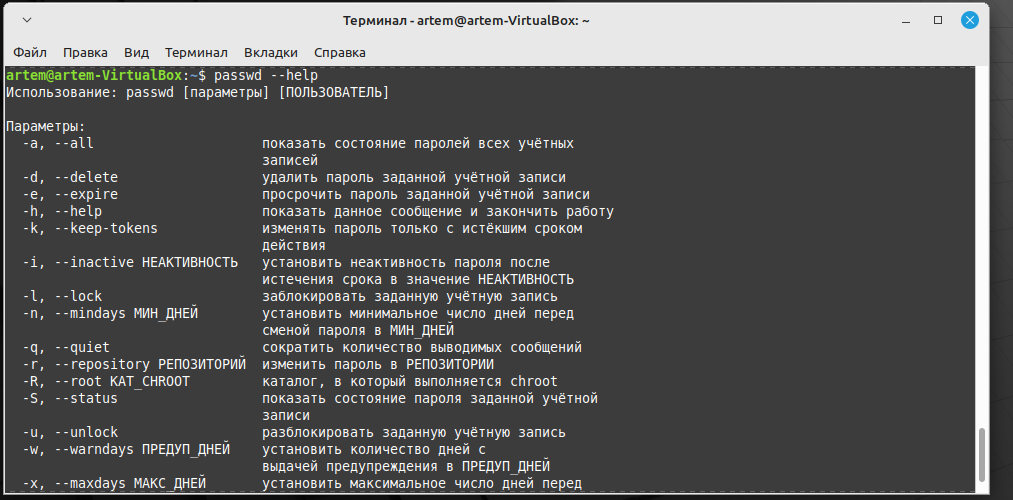 Терминал - artem@artem-VirtualBox: ~
Файл Правка Вид Терминал Вкладки Справка
artem@artem-VirtualBox:~$ passwd --help
Использование: passwd [параметры] [ПОЛЬЗОВАТЕЛЬ]
Параметры:
-a, --all показать состояние паролей всех учётных
записей
-d, --delete удалить пароль заданной учётной записи
-e, --expire просрочить пароль заданной учётной записи
-h, --help показать данное сообщение и закончить работу
-k, --keep-tokens изменять пароль только с истёкшим сроком
действия
-i, --inactive НЕАКТИВНОСТЬ установить неактивность пароля после
истечения срока в значение НЕАКТИВНОСТЬ
-l, --lock заблокировать заданную учётную запись
-n, --mindays МИН_ДНЕЙ установить минимальное число дней перед
сменой пароля в МИН_ДНЕЙ
-q, --quiet сократить количество выводимых сообщений
-r, --repository РЕПОЗИТОРИЙ изменить пароль в РЕПОЗИТОРИИ
-R, --root КАТ_CHROOT каталог, в который выполняется chroot
-S, --status показать состояние пароля заданной учётной
записи
-u, --unlock разблокировать заданную учётную запись
-w, --warndays ПРЕДУП_ДНЕЙ установить количество дней с
выдачей предупреждения в ПРЕДУП_ДНЕЙ
-x, --maxdays МАКС_ДНЕЙ установить максимальное число дней перед